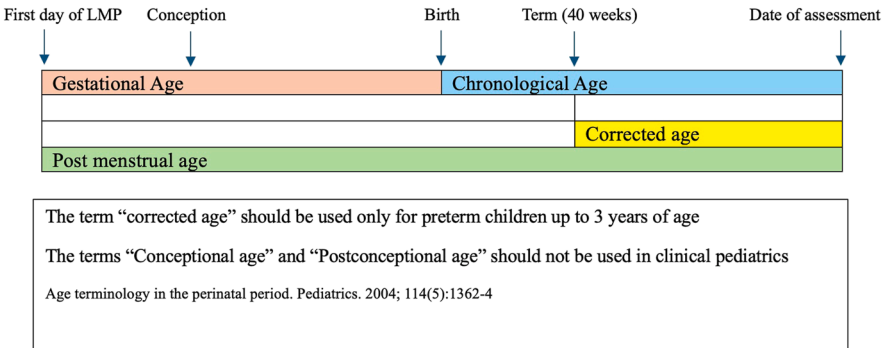 First day of LMP Conception Birth Term (40 weeks) Date of assessment
Gestational Age Chronological Age
Corrected age
Post menstrual age
The term “corrected age” should be used only for preterm children up to 3 years of age
The terms “Conceptional age” and “Postconceptional age” should not be used in clinical pediatrics
Age terminology in the perinatal period. Pediatrics. 2004; 114(5):1362-4